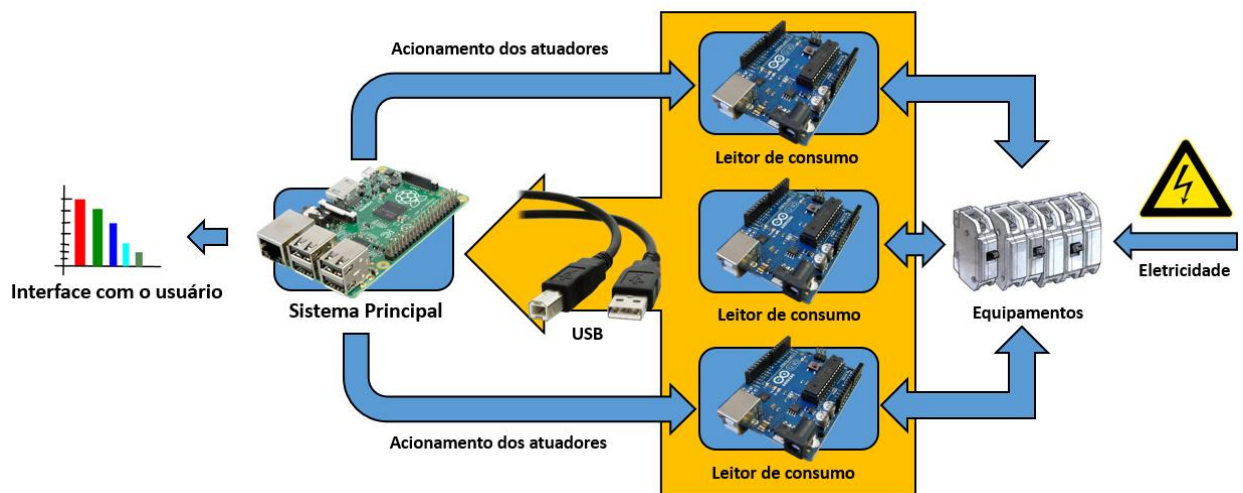 Acionamento dos atuadores
Leitor de consumo
Interface com o usuário
Sistema Principal
USB
Leitor de consumo
Equipamentos
Eletricidade
Acionamento dos atuadores
Leitor de consumo